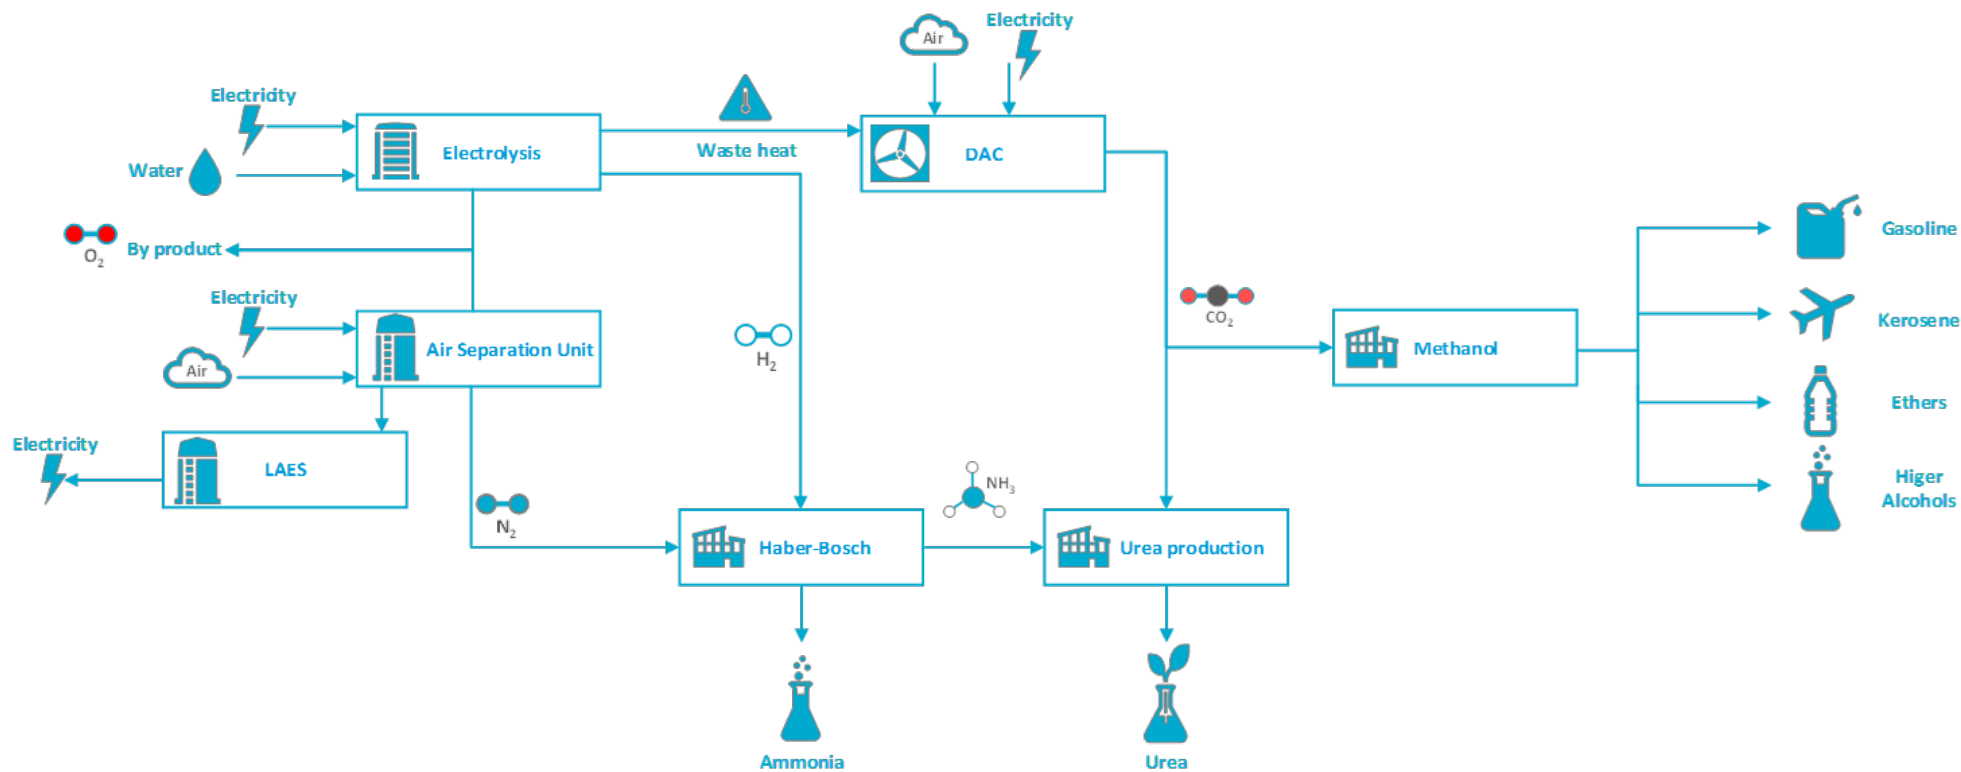 Electricity
Air
Electricity
Electrolysis
Waste heat
DAC
Water
By product
O2
Gasoline
Electricity
CO2
Kerosene
Air Separation Unit
H2
Methanol
Air
Ethers
Electricity
LAES
NH3
Higer
Alcohols
N2
Haber-Bosch
Urea production
Ammonia
Urea